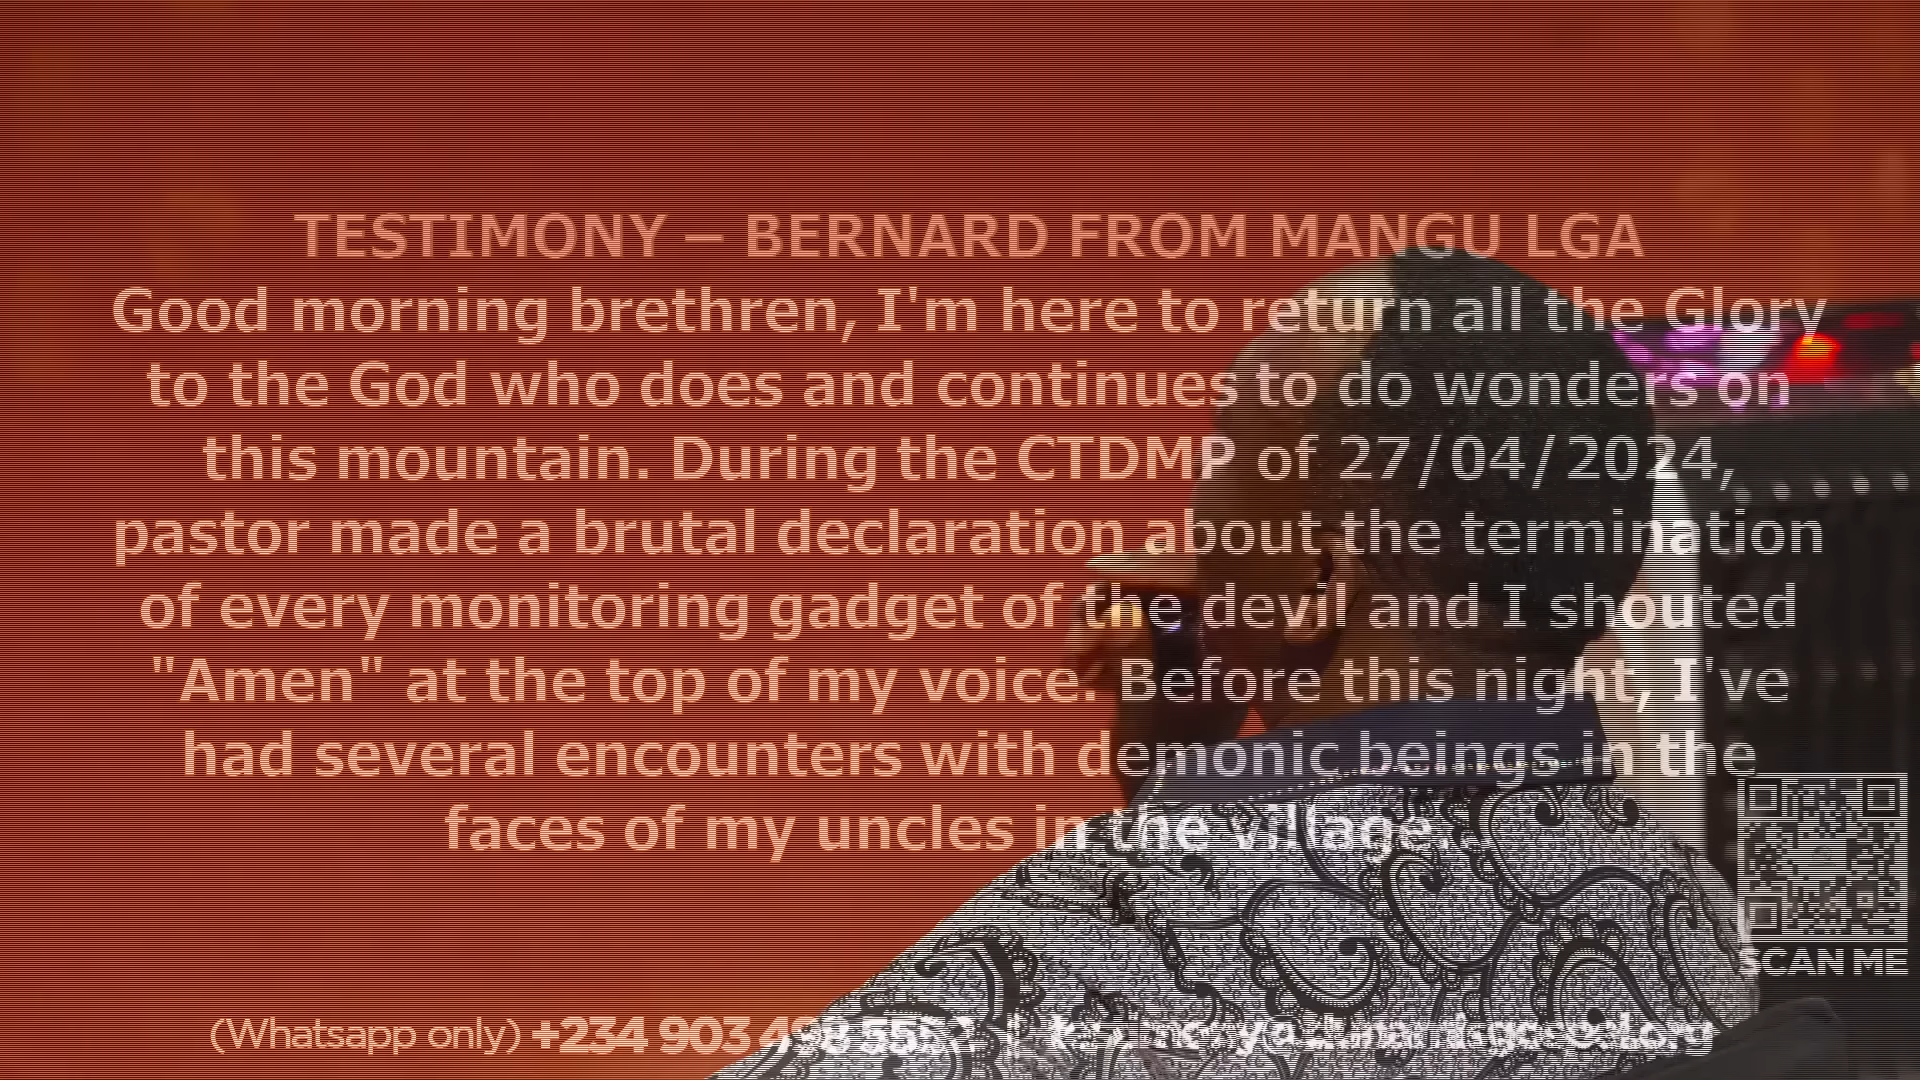 TESTIMONY – BERNARD FROM MANGU LGA
Good morning brethren, I'm here to return all the Glory
to the God who does and continues to do wonders on
this mountain. During the CTDMP of 27/04/2024,
pastor made a brutal declaration about the termination
of every monitoring gadget of the devil and I shouted
"Amen" at the top of my voice. Before this night, I've
had several encounters with demonic beings in the
faces of my uncles in the village.
SCAN ME
(Whatsapp only) +234 903